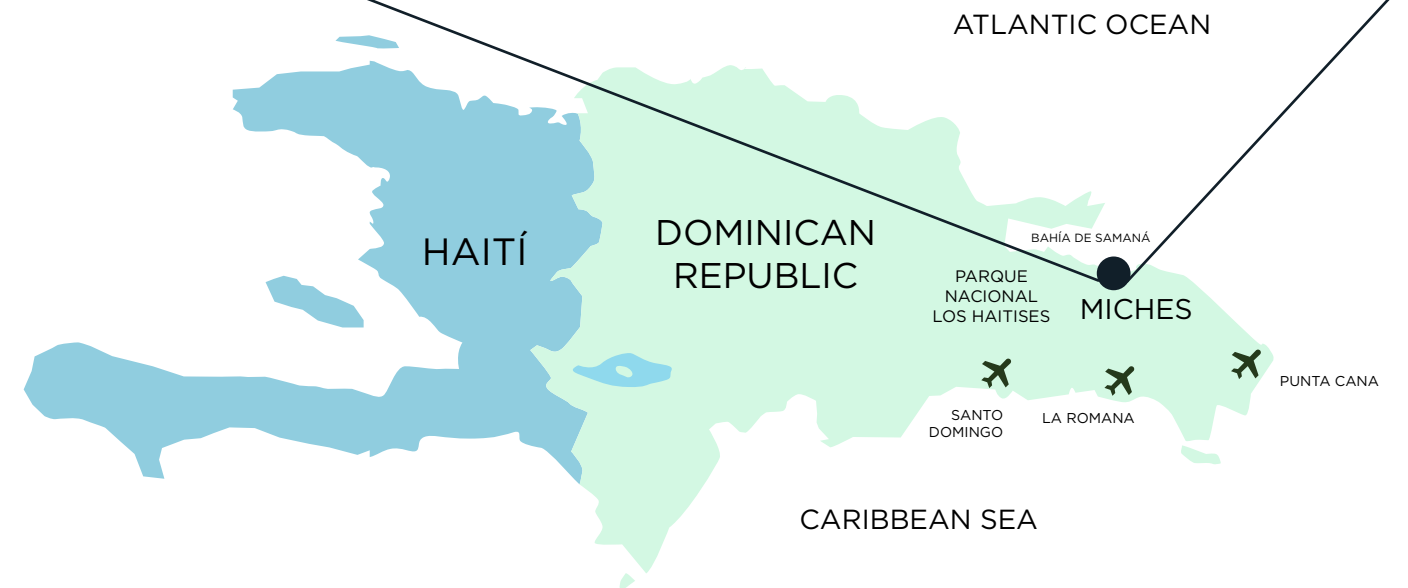 ATLANTIC OCEAN
HAITÍ
DOMINICAN
REPUBLIC
BAHÍA DE SAMANÁ
PARQUE
NACIONAL
LOS HAITISES
MICHES
PUNTA CANA
SANTO
DOMINGO
LA ROMANA
CARIBBEAN SEA